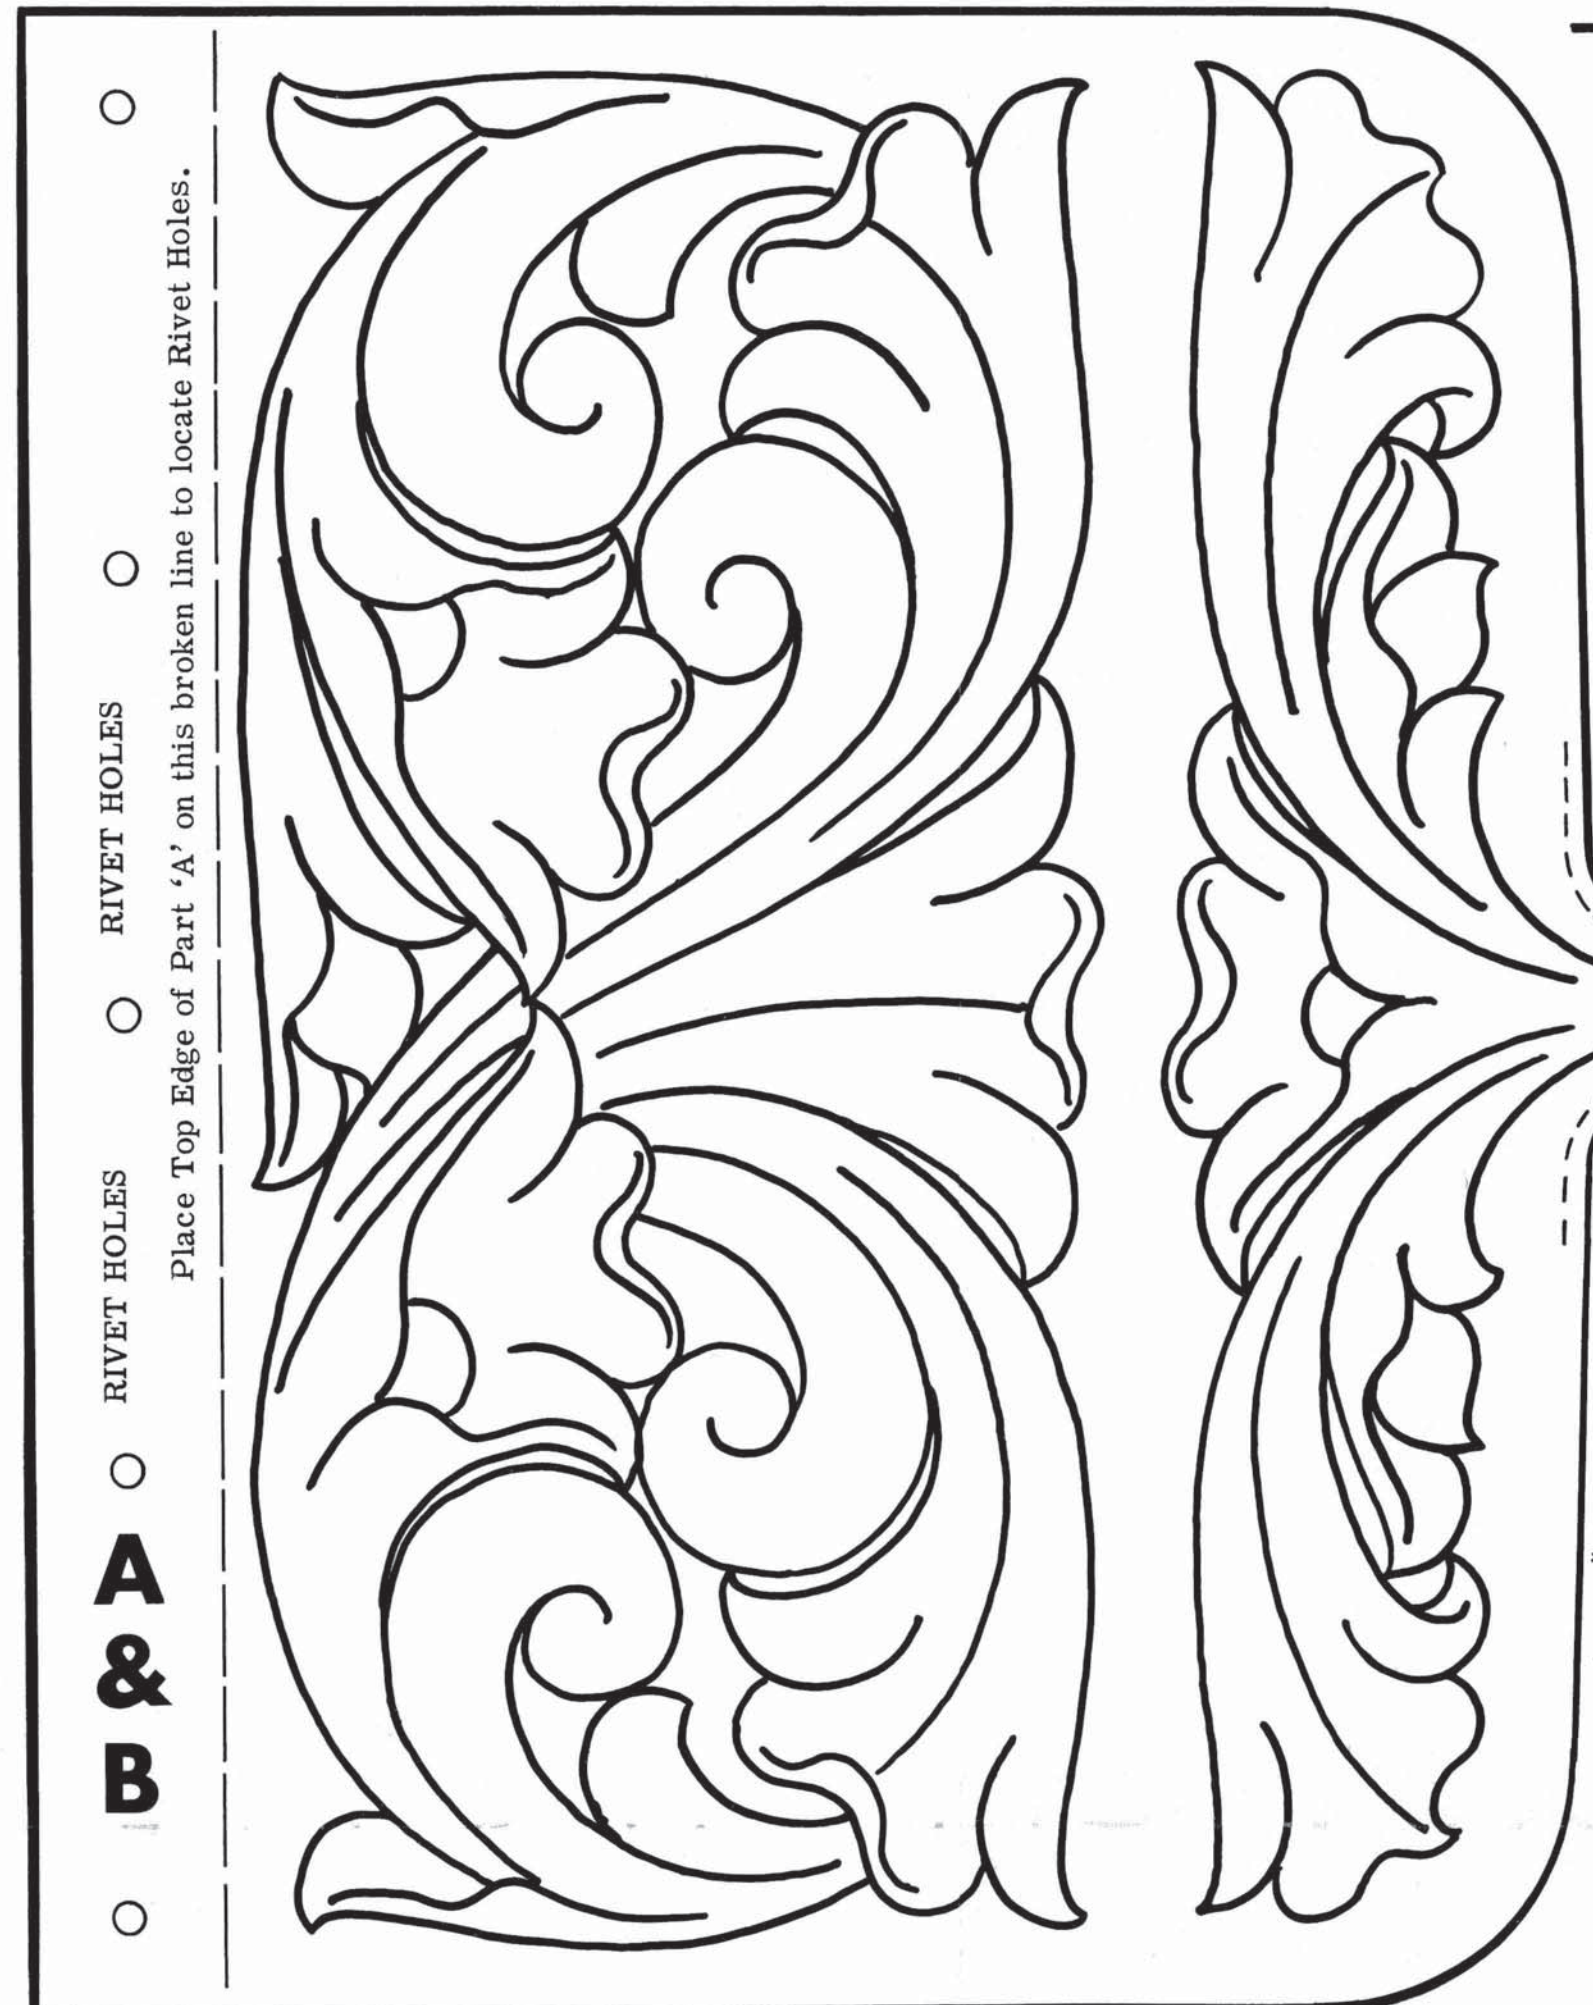 RIVET HOLES
RIVET HOLES
Place Top Edge of Part ‘A’ on this broken line to locate Rivet Holes.
A
&
B